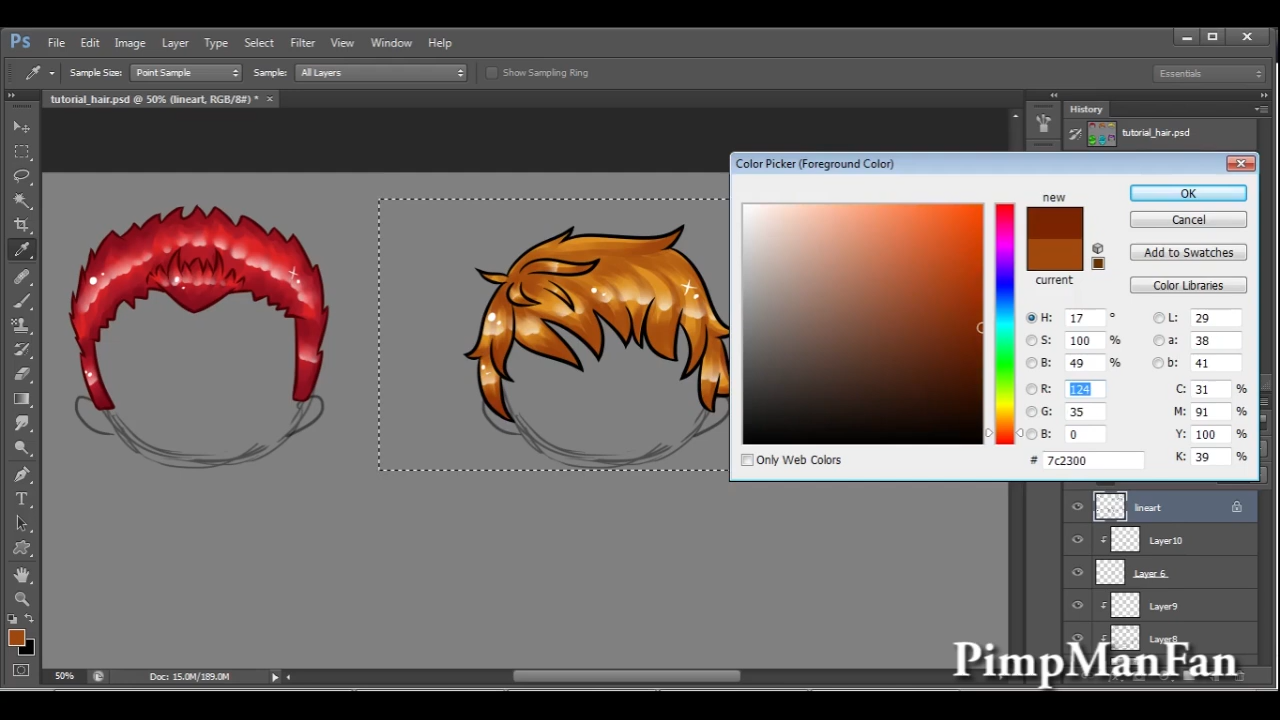 Ps File Edit Image Layer Type Select Filter View Window Help
Sample Size: Point Sample Sample: All Layers Show Sampling Ring Essentials
tutorial_hair.psd @ 50% (lineart, RGB/8#) * ×
History
tutorial_hair.psd
Color Picker (Foreground Color)
new
OK
Cancel
Add to Swatches
current
Color Libraries
H: 17 ° L: 29
S: 100 % a: 38
B: 49 % b: 41
R: 124 C: 31 %
G: 35 M: 91 %
B: 0 Y: 100 %
Only Web Colors # 7c2300 K: 39 %
lineart
Layer10
Layer 6
Layer9
Layer8
PimpManFan
50% Doc: 15.0M/189.0M